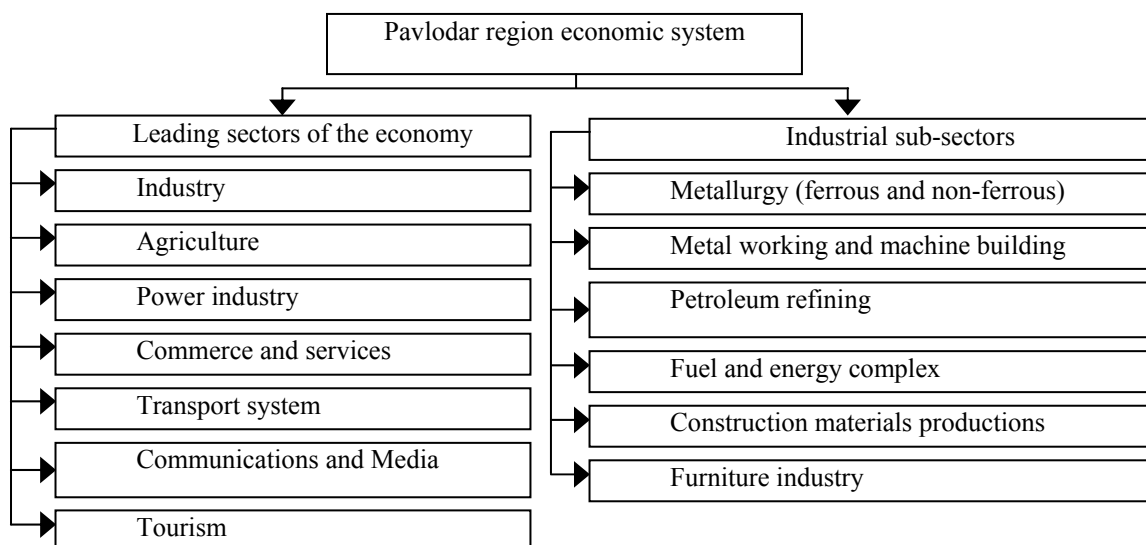 Pavlodar region economic system
Leading sectors of the economy
Industry
Agriculture
Power industry
Commerce and services
Transport system
Communications and Media
Tourism
Industrial sub-sectors
Metallurgy (ferrous and non-ferrous)
Metal working and machine building
Petroleum refining
Fuel and energy complex
Construction materials productions
Furniture industry